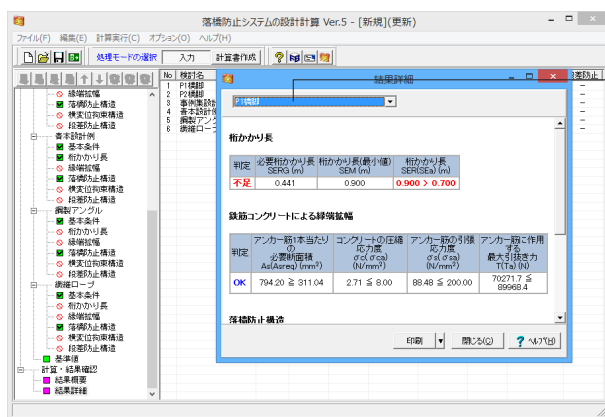 落橋防止システムの設計計算 Ver.5 - [新規](更新)
ファイル(F) 編集(E) 計算実行(C) オプション(O) ヘルプ(H)
処理モードの選択 入力 計算書作成
縁端拡幅
落橋防止構造
横変位拘束構造
段差防止構造
青本設計例
基本条件
桁かかり長
縁端拡幅
落橋防止構造
横変位拘束構造
段差防止構造
鋼製アングル
基本条件
桁かかり長
縁端拡幅
落橋防止構造
横変位拘束構造
段差防止構造
繊維ロープ
基本条件
桁かかり長
縁端拡幅
落橋防止構造
横変位拘束構造
段差防止構造
基準値
計算・結果確認
結果概要
結果詳細
No 検討名
1 P1橋脚
2 P2橋脚
3 事例集設計
4 青本設計例
5 鋼製アング
6 繊維ロープ
差防止
結果詳細
P1橋脚
桁かかり長
判定 必要桁かかり長 SERG (m) 桁かかり長(最小値) SEM (m) 桁かかり長 SER(SEa) (m)
不足 0.441 0.900 0.900 > 0.700
鉄筋コンクリートによる縁端拡幅
判定 アンカー筋1本当たりの必要断面積 As(Asreq) (mm²) コンクリートの圧縮応力度 σc(σca) (N/mm²) アンカー筋の引張応力度 σs(σsa) (N/mm²) アンカー筋に作用する最大引抜き力 T(Ta) (N)
OK 794.20 ≧ 311.04 2.71 ≦ 8.00 88.48 ≦ 200.00 70271.7 ≦ 89968.4
落橋防止構造
印刷 閉じる(C) ヘルプ(H)